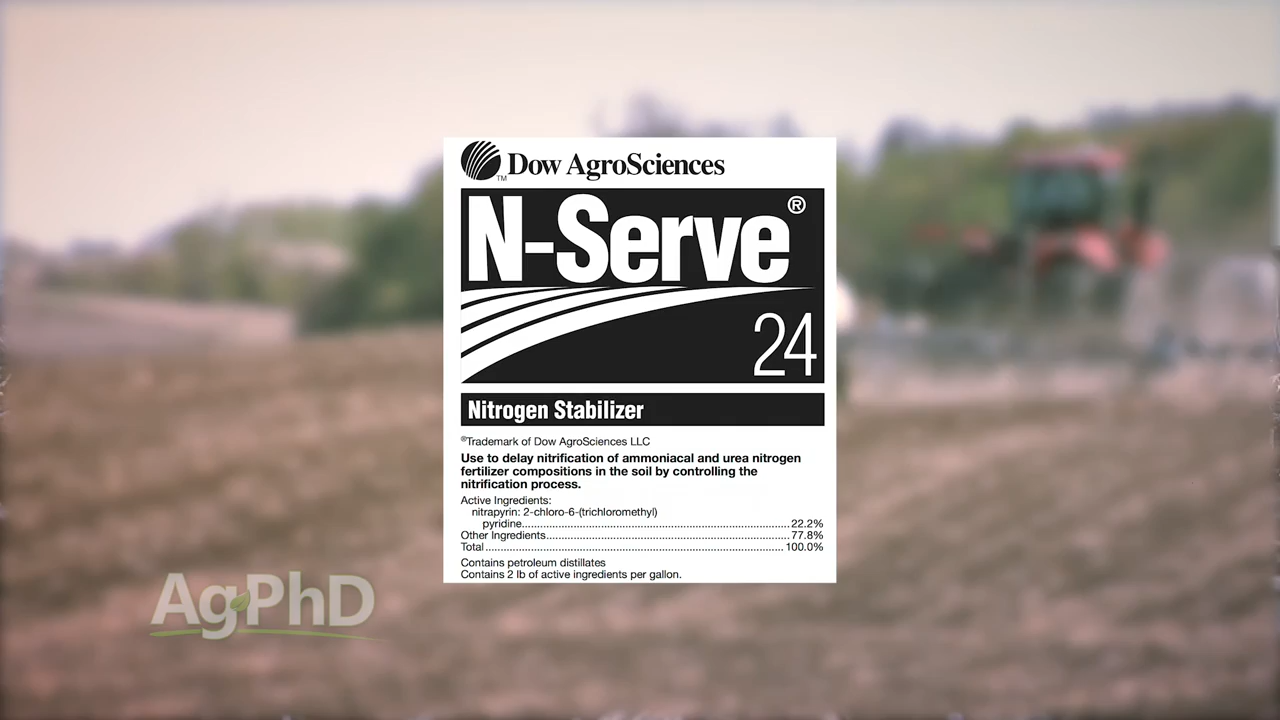 Dow AgroSciences
TM
N-Serve®
24
Nitrogen Stabilizer
®Trademark of Dow AgroSciences LLC
Use to delay nitrification of ammoniacal and urea nitrogen
fertilizer compositions in the soil by controlling the
nitrification process.
Active Ingredients:
nitrapyrin: 2-chloro-6-(trichloromethyl)
pyridine..........................................................................22.2%
Other Ingredients....................................................................77.8%
Total......................................................................................100.0%
Contains petroleum distillates
Contains 2 lb of active ingredients per gallon.
AgPhD